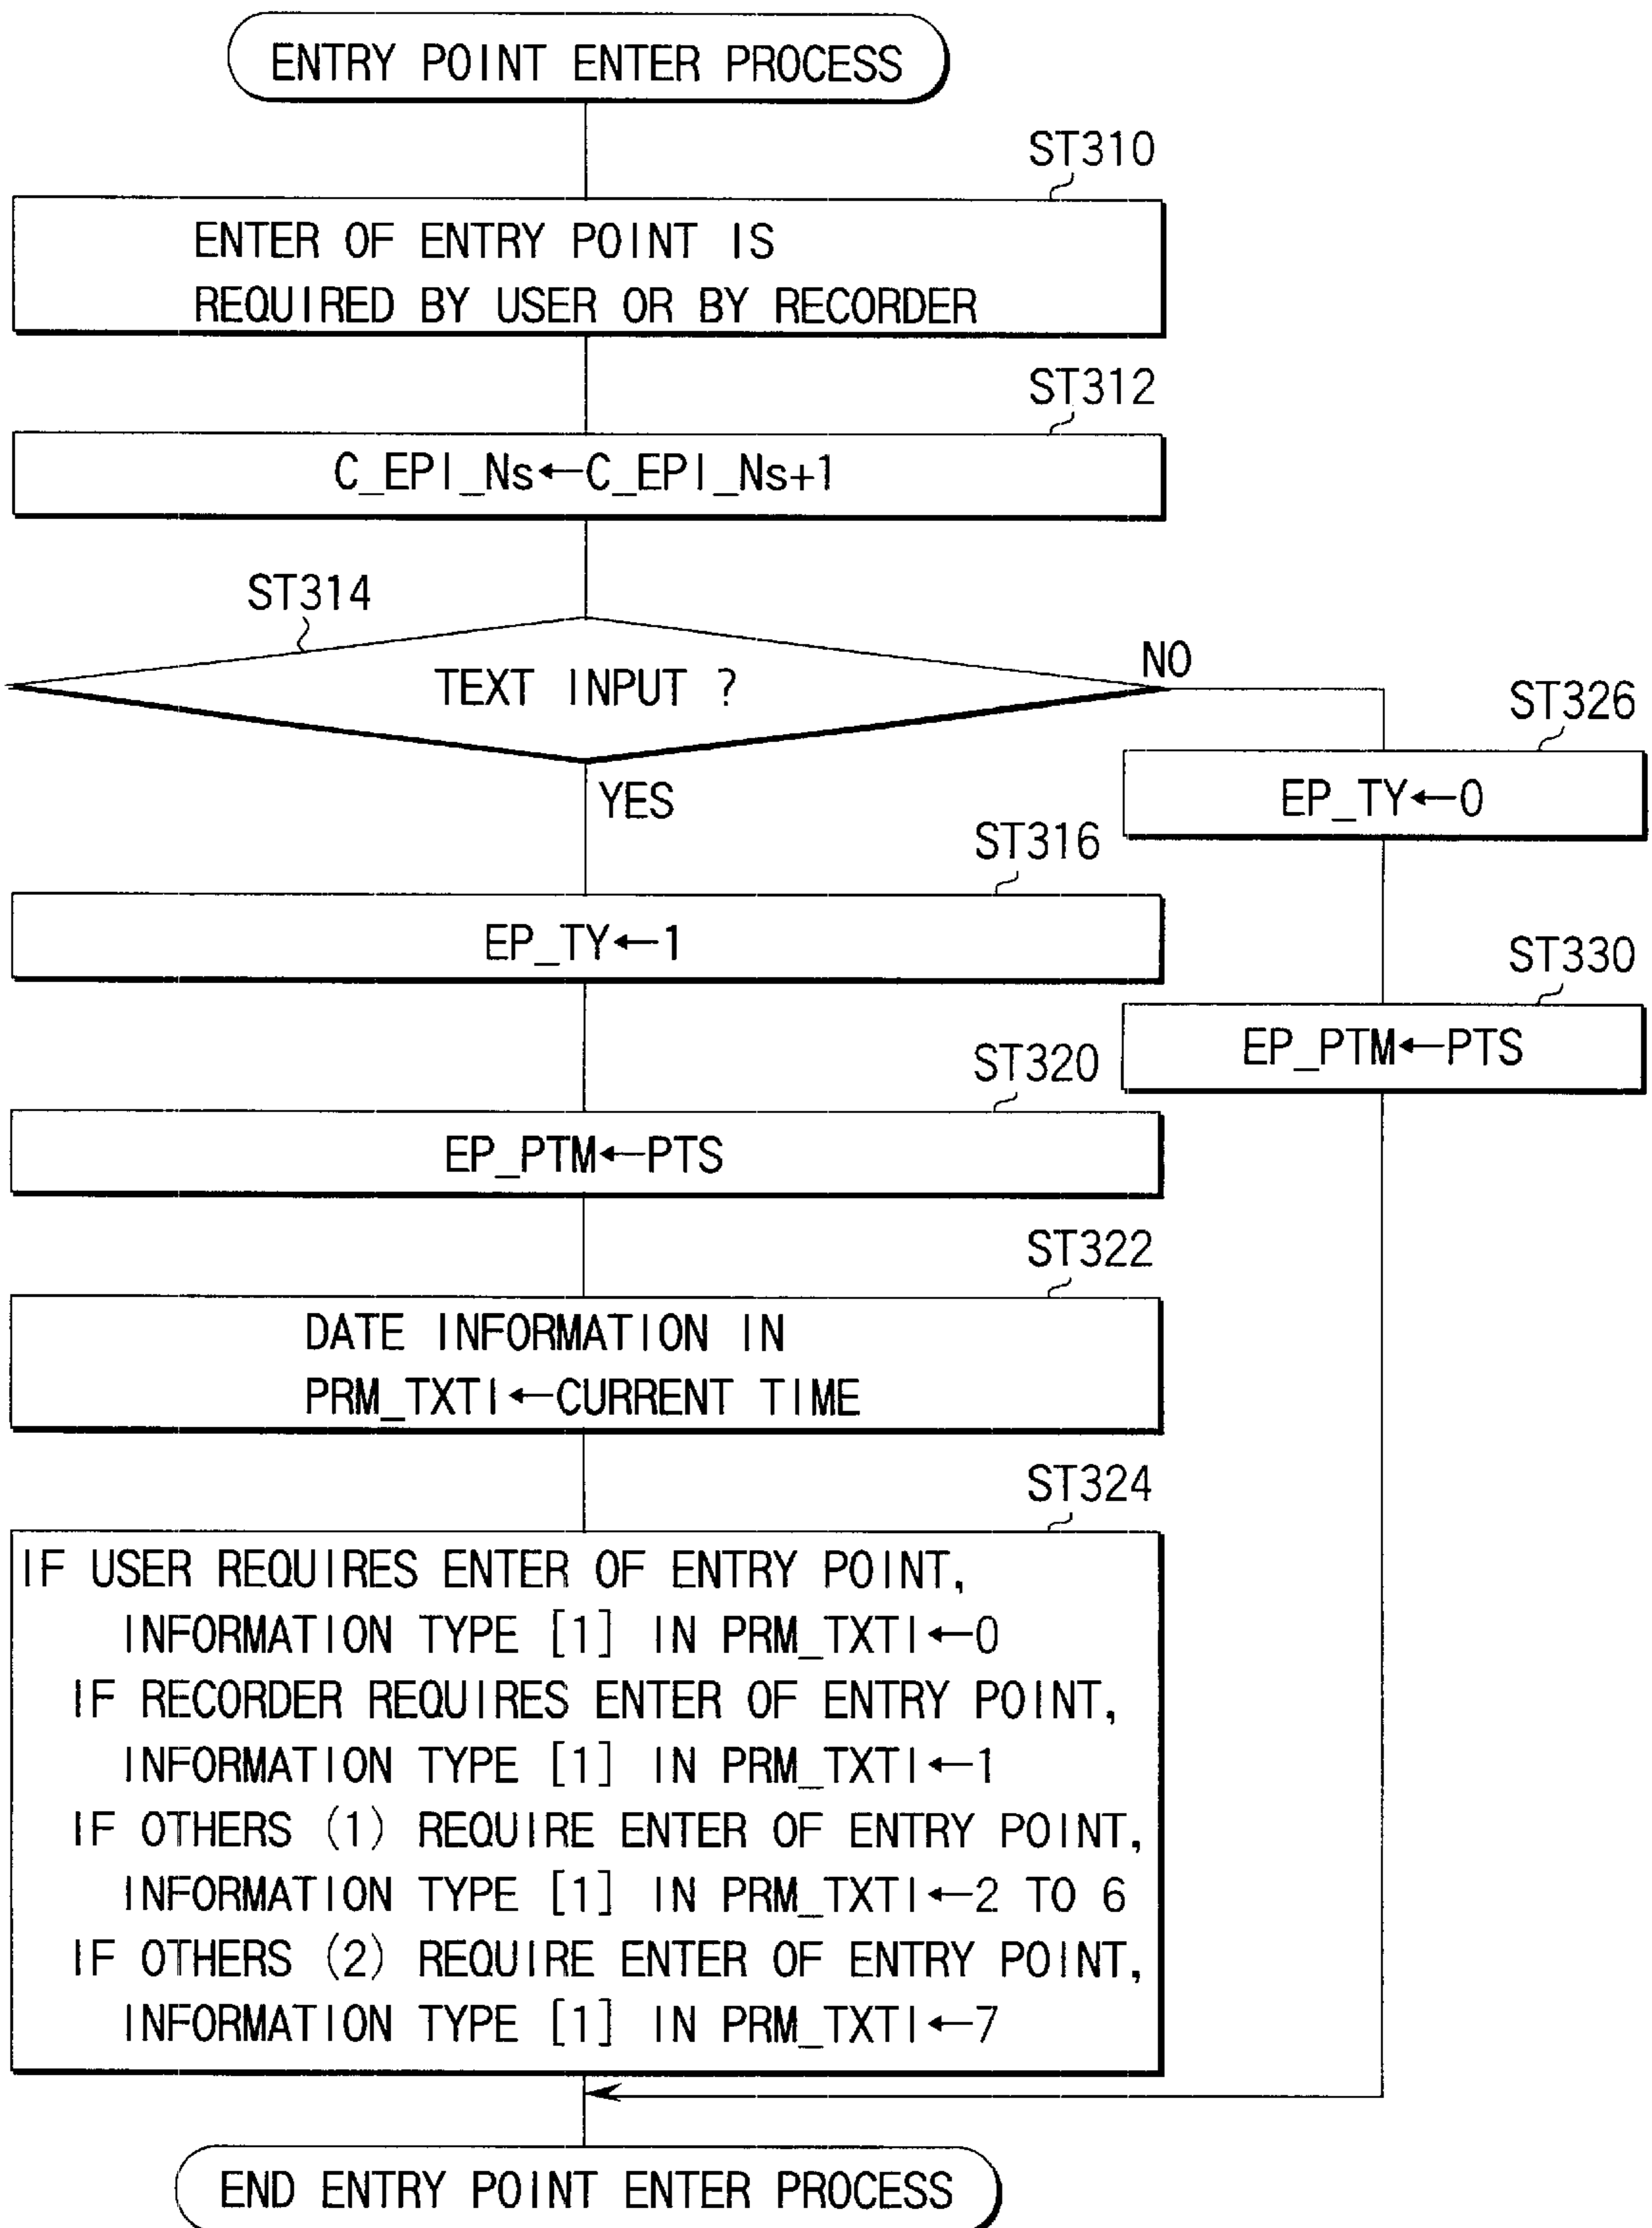 ENTRY POINT ENTER PROCESS
ST310
ENTER OF ENTRY POINT IS
REQUIRED BY USER OR BY RECORDER
ST312
C_EPI_Ns←C_EPI_Ns+1
ST314
TEXT INPUT ?
NO
YES
ST326
EP_TY←0
ST316
EP_TY←1
ST330
EP_PTM←PTS
ST320
EP_PTM←PTS
ST322
DATE INFORMATION IN
PRM_TXTI←CURRENT TIME
ST324
IF USER REQUIRES ENTER OF ENTRY POINT,
INFORMATION TYPE [1] IN PRM_TXTI←0
IF RECORDER REQUIRES ENTER OF ENTRY POINT,
INFORMATION TYPE [1] IN PRM_TXTI←1
IF OTHERS (1) REQUIRE ENTER OF ENTRY POINT,
INFORMATION TYPE [1] IN PRM_TXTI←2 TO 6
IF OTHERS (2) REQUIRE ENTER OF ENTRY POINT,
INFORMATION TYPE [1] IN PRM_TXTI←7
END ENTRY POINT ENTER PROCESS